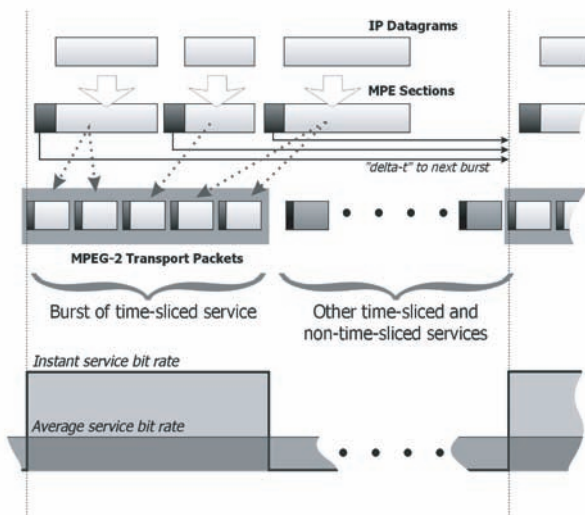 IP Datagrams
MPE Sections
"delta-t" to next burst
MPEG-2 Transport Packets
Burst of time-sliced service
Other time-sliced and
non-time-sliced services
Instant service bit rate
Average service bit rate